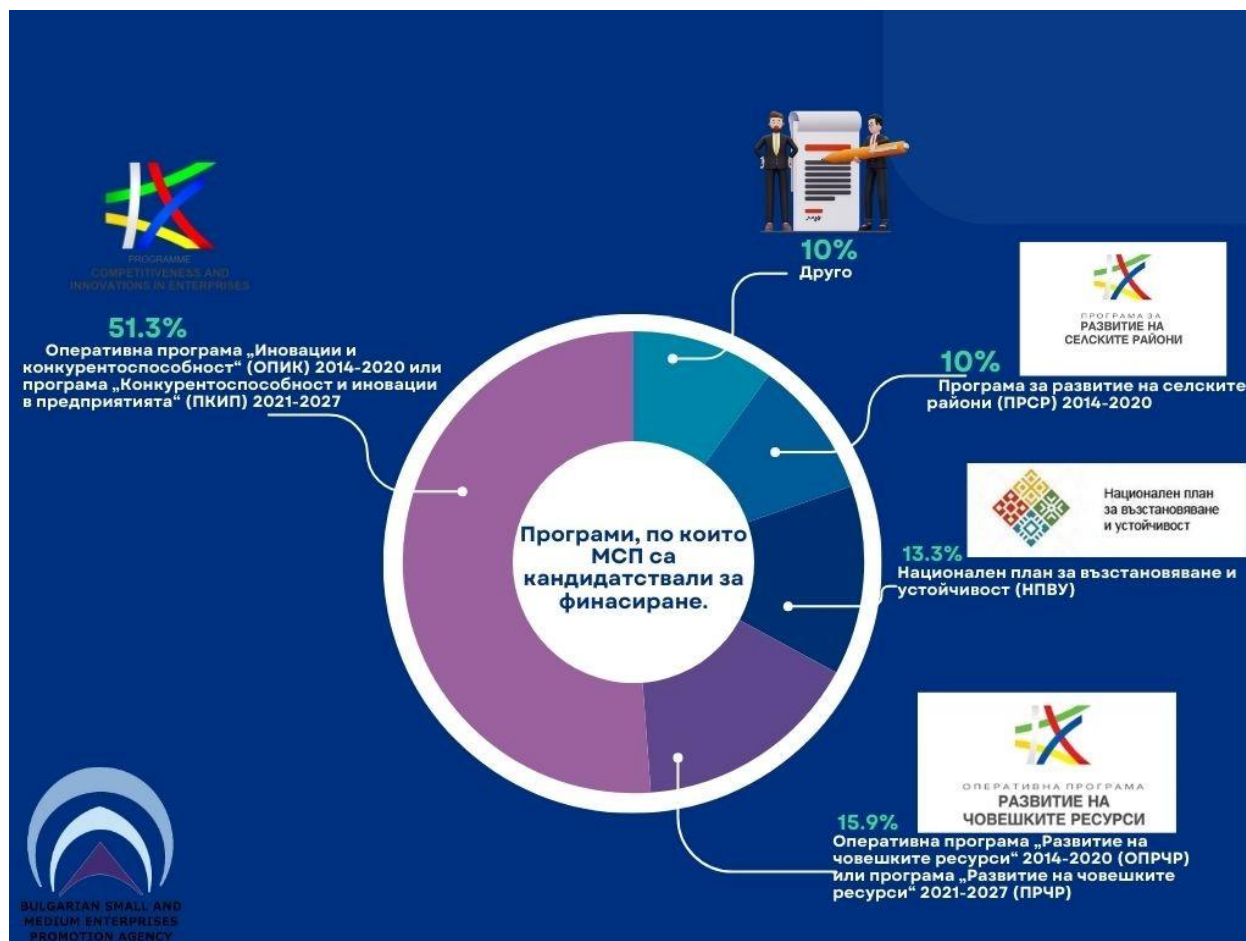 PROGRAMME
COMPETITIVENESS AND
INNOVATIONS IN ENTERPRISES
51.3%
Оперативна програма „Иновации и
конкурентоспособност“ (ОПИК) 2014-2020 или
програма „Конкурентоспособност и иновации
в предприятията“ (ПКИП) 2021-2027
10%
Друго
ПРОГРАМА ЗА
РАЗВИТИЕ НА
СЕЛСКИТЕ РАЙОНИ
10%
Програма за развитие на селските
райони (ПРСР) 2014-2020
Национален план
за възстановяване
и устойчивост
13.3%
Национален план за възстановяване и
устойчивост (НПВУ)
Програми, по които
МСП са
кандидатствали за
финасиране.
ОПЕРАТИВНА ПРОГРАМА
РАЗВИТИЕ НА
ЧОВЕШКИТЕ РЕСУРСИ
15.9%
Оперативна програма „Развитие на
човешките ресурси“ 2014-2020 (ОПРЧР)
или програма „Развитие на човешките
ресурси“ 2021-2027 (ПРЧР)
BULGARIAN SMALL AND
MEDIUM ENTERPRISES
PROMOTION AGENCY